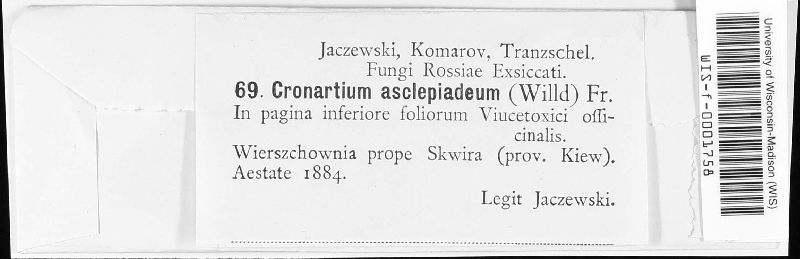 Jaczewski, Komarov, Tranzschel.
Fungi Rossiae Exsiccati.
69. Cronartium asclepiadeum (Willd) Fr.
In pagina inferiore foliorum Viucetoxici offi-
cinalis.
Wierszchownia prope Skwira (prov. Kiew).
Aestate 1884.
Legit Jaczewski.
WIS-f-0001758
University of Wisconsin-Madison (WIS)